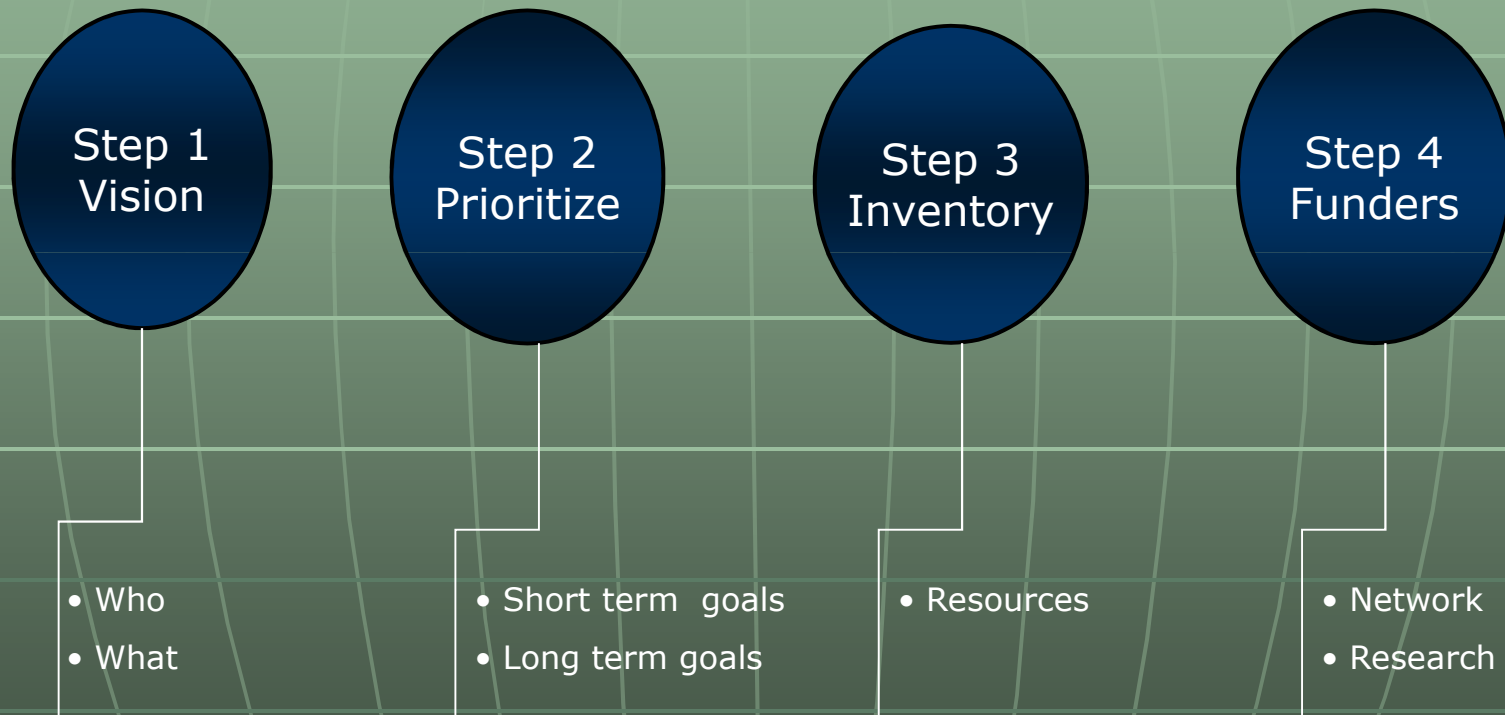 Step 1
Vision
Step 2
Prioritize
Step 3
Inventory
Step 4
Funders
• Who
• What
• Short term  goals
• Long term goals
• Resources
• Network
• Research